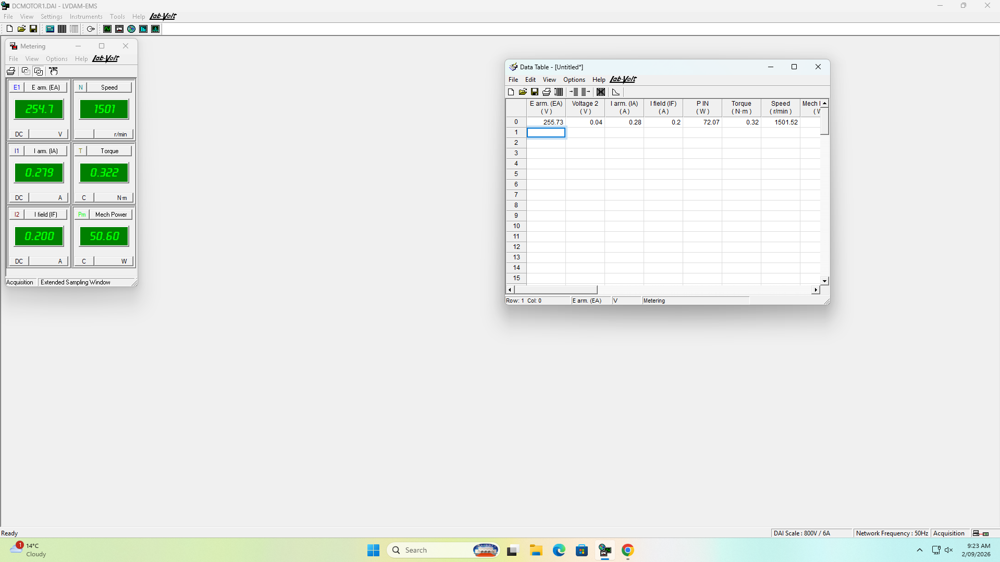 DCMOTOR1.DAI - LVDAM-EMS
File View Settings Instruments Tools Help Lab-Volt
Metering
File View Options Help Lab-Volt
E1 E arm. (EA) N Speed
254.7 1501
DC V r/min
I1 I arm. (IA) T Torque
0.279 0.322
DC A C N·m
I2 I field (IF) Pm Mech Power
0.200 50.60
DC A C W
Acquisition Extended Sampling Window
Data Table - [Untitled*]
File Edit View Options Help Lab-Volt
E arm. (EA) Voltage 2 I arm. (IA) I field (IF) P IN Torque Speed Mech
( V ) ( V ) ( A ) ( A ) ( W ) ( N·m ) ( r/min )
0 255.73 0.04 0.28 0.2 72.07 0.32 1501.52
1
2
3
4
5
6
7
8
9
10
11
12
13
14
15
Row: 1 Col: 0 E arm. (EA) V Metering
Ready DAI Scale : 800V / 6A Network Frequency : 50Hz Acquisition
1 14°C
Cloudy
Search
9:23 AM
2/09/2026